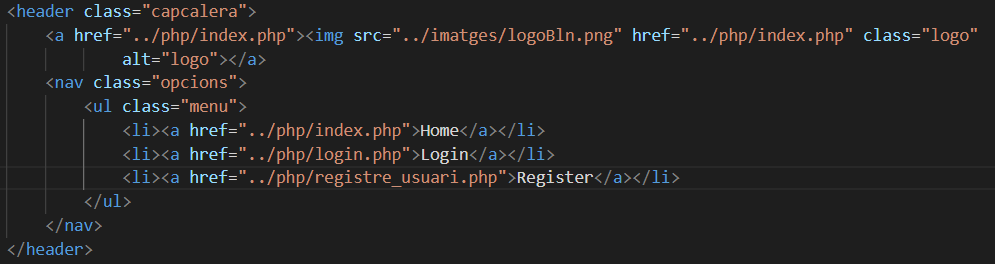 <header class="capcalera">
<a href="../php/index.php"><img src="../imatges/logoBln.png" href="../php/index.php" class="logo"
alt="logo"></a>
<nav class="opcions">
<ul class="menu">
<li><a href="../php/index.php">Home</a></li>
<li><a href="../php/login.php">Login</a></li>
<li><a href="../php/registre_usuari.php">Register</a></li>
</ul>
</nav>
</header>